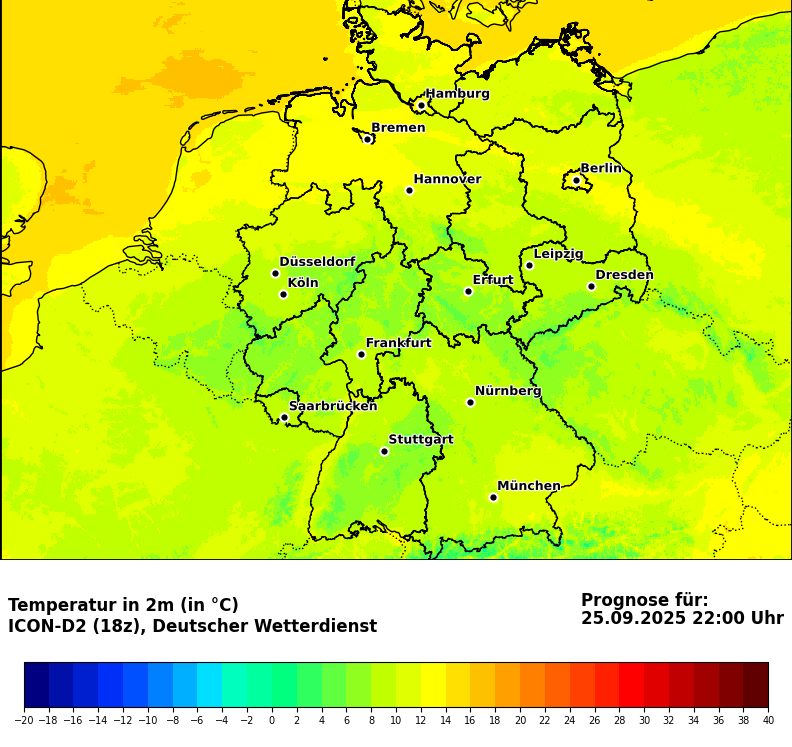 Hamburg
Bremen
Berlin
Hannover
Leipzig
Düsseldorf
Dresden
Köln
Erfurt
Frankfurt
Nürnberg
Saarbrücken
Stuttgart
München
Temperatur in 2m (in °C)
ICON-D2 (18z), Deutscher Wetterdienst
Prognose für:
25.09.2025 22:00 Uhr
−20 −18 −16 −14 −12 −10 −8 −6 −4 −2 0 2 4 6 8 10 12 14 16 18 20 22 24 26 28 30 32 34 36 38 40